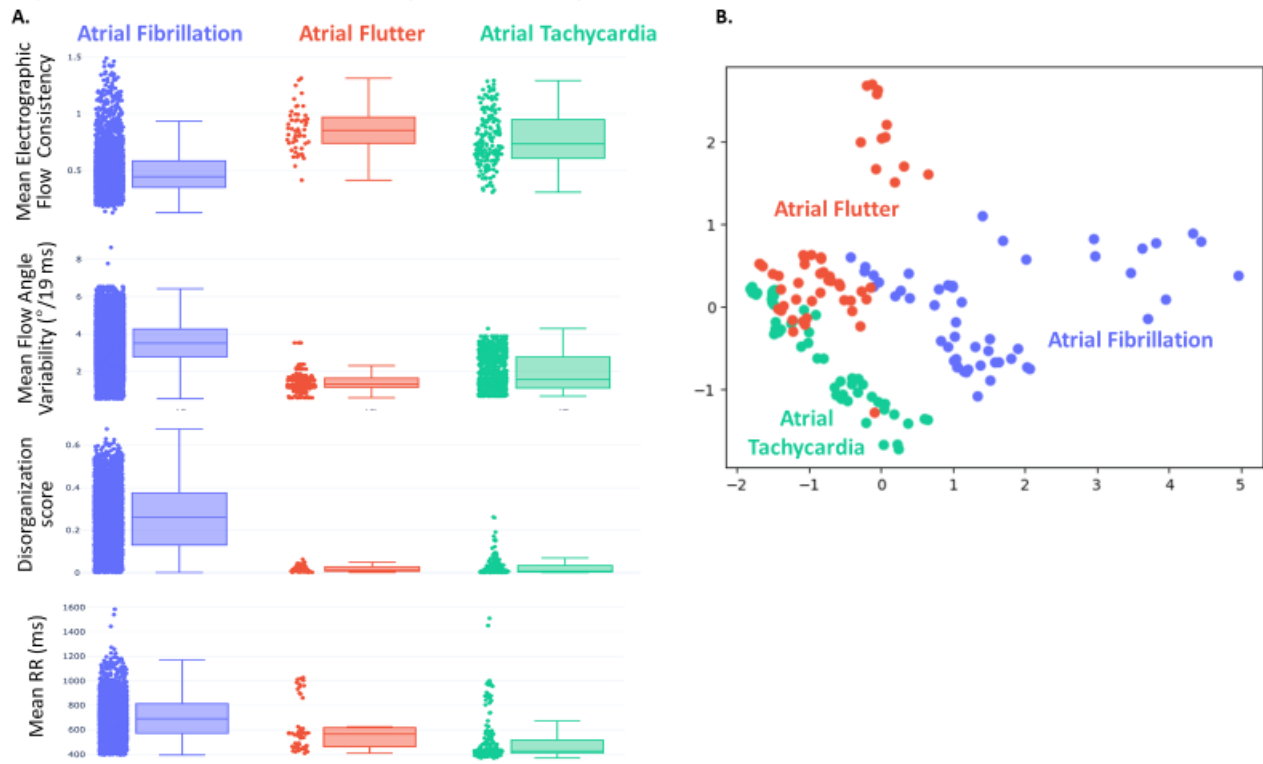 A.
B.
Atrial Fibrillation
Atrial Flutter
Atrial Tachycardia
Mean Electrographic
Flow Consistency
1.5
1
0.5
Mean Flow Angle
Variability (°/19 ms)
8
6
4
2
Disorganization
score
0.6
0.4
0.2
0
Mean RR (ms)
1600
1400
1200
1000
800
600
400
2
1
0
−1
Atrial Flutter
Atrial Fibrillation
Atrial
Tachycardia
−2
−1
0
1
2
3
4
5